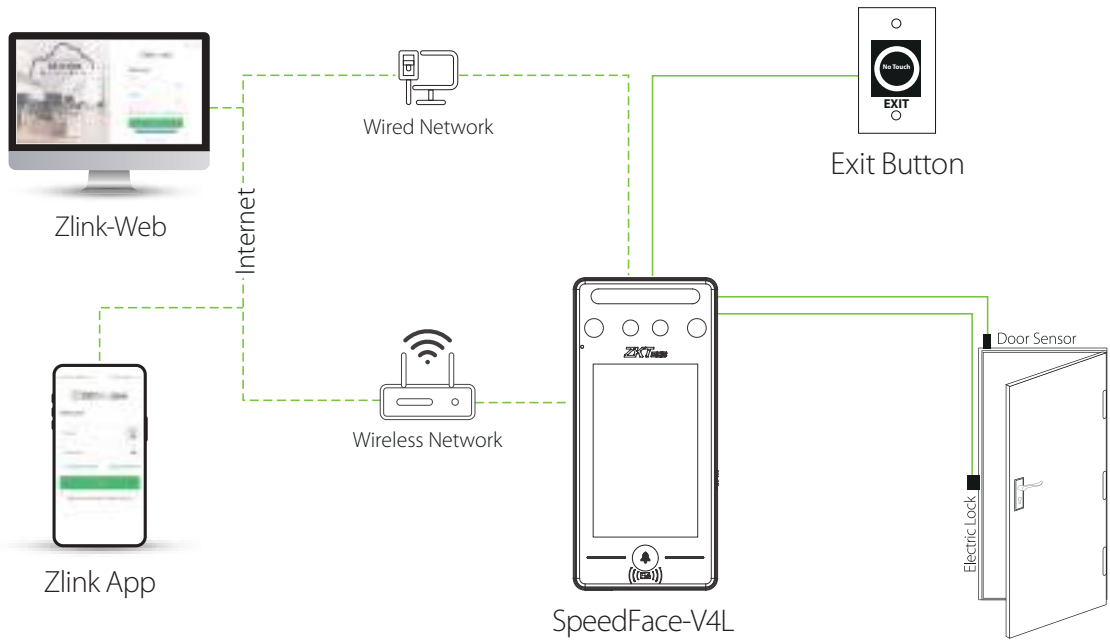 Wired Network
No Touch
EXIT
Exit Button
Zlink-Web
Internet
Door Sensor
Wireless Network
Electric Lock
Zlink App
SpeedFace-V4L